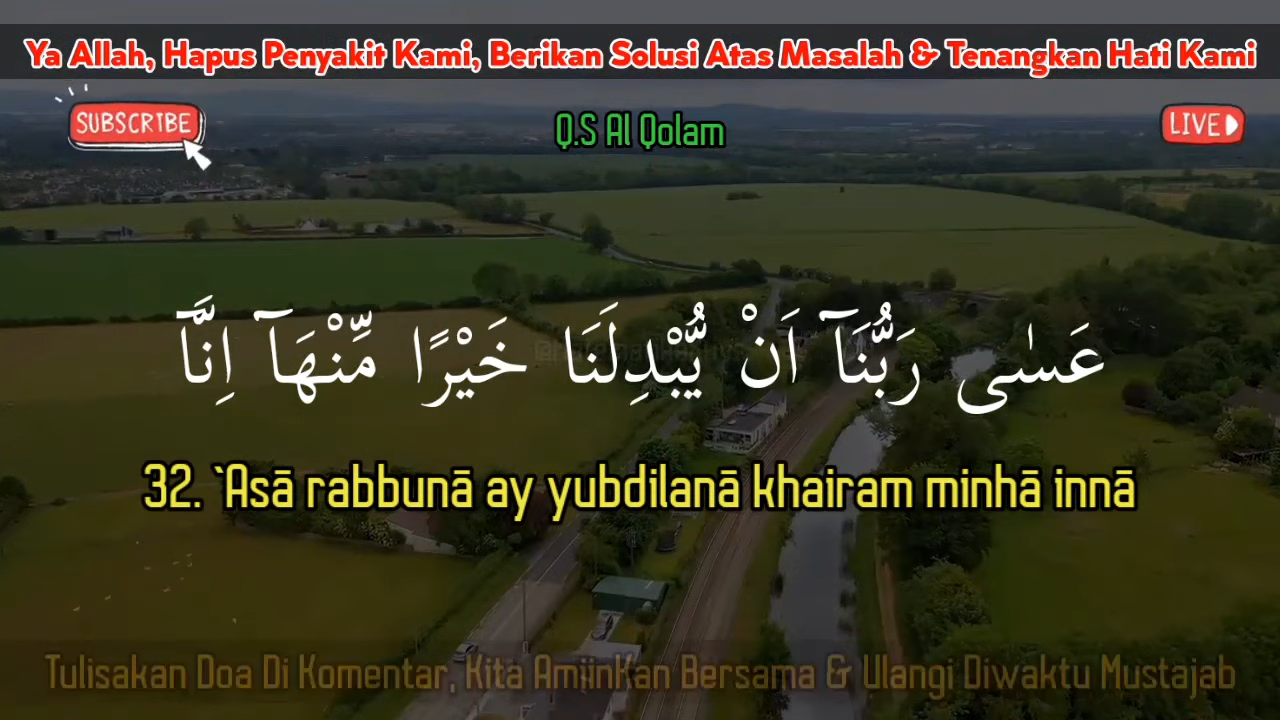 Ya Allah, Hapus Penyakit Kami, Berikan Solusi Atas Masalah & Tenangkan Hati Kami
SUBSCRIBE
Q.S Al Qolam
LIVE
عَسٰى رَبُّنَآ اَنْ يُّبْدِلَنَا خَيْرًا مِّنْهَآ اِنَّآ
32. `Asā rabbunā ay yubdilanā khairam minhā innā
Tulisakan Doa Di Komentar, Kita AmiinKan Bersama & Ulangi Diwaktu Mustajab